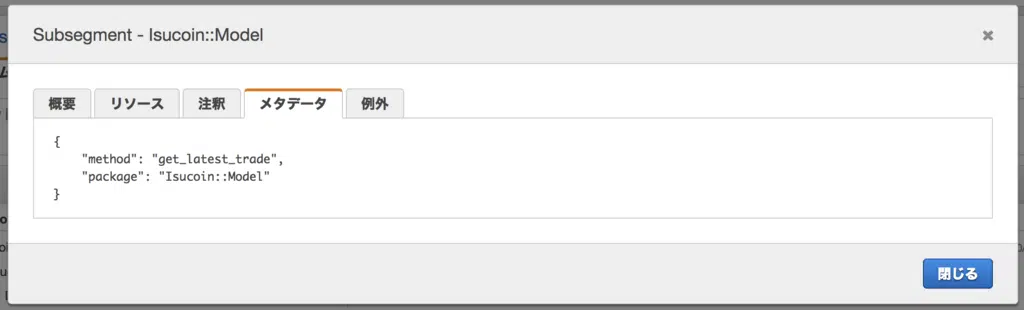 Subsegment - Isucoin::Model
×
概要 リソース 注釈 メタデータ 例外
{
"method": "get_latest_trade",
"package": "Isucoin::Model"
}
閉じる